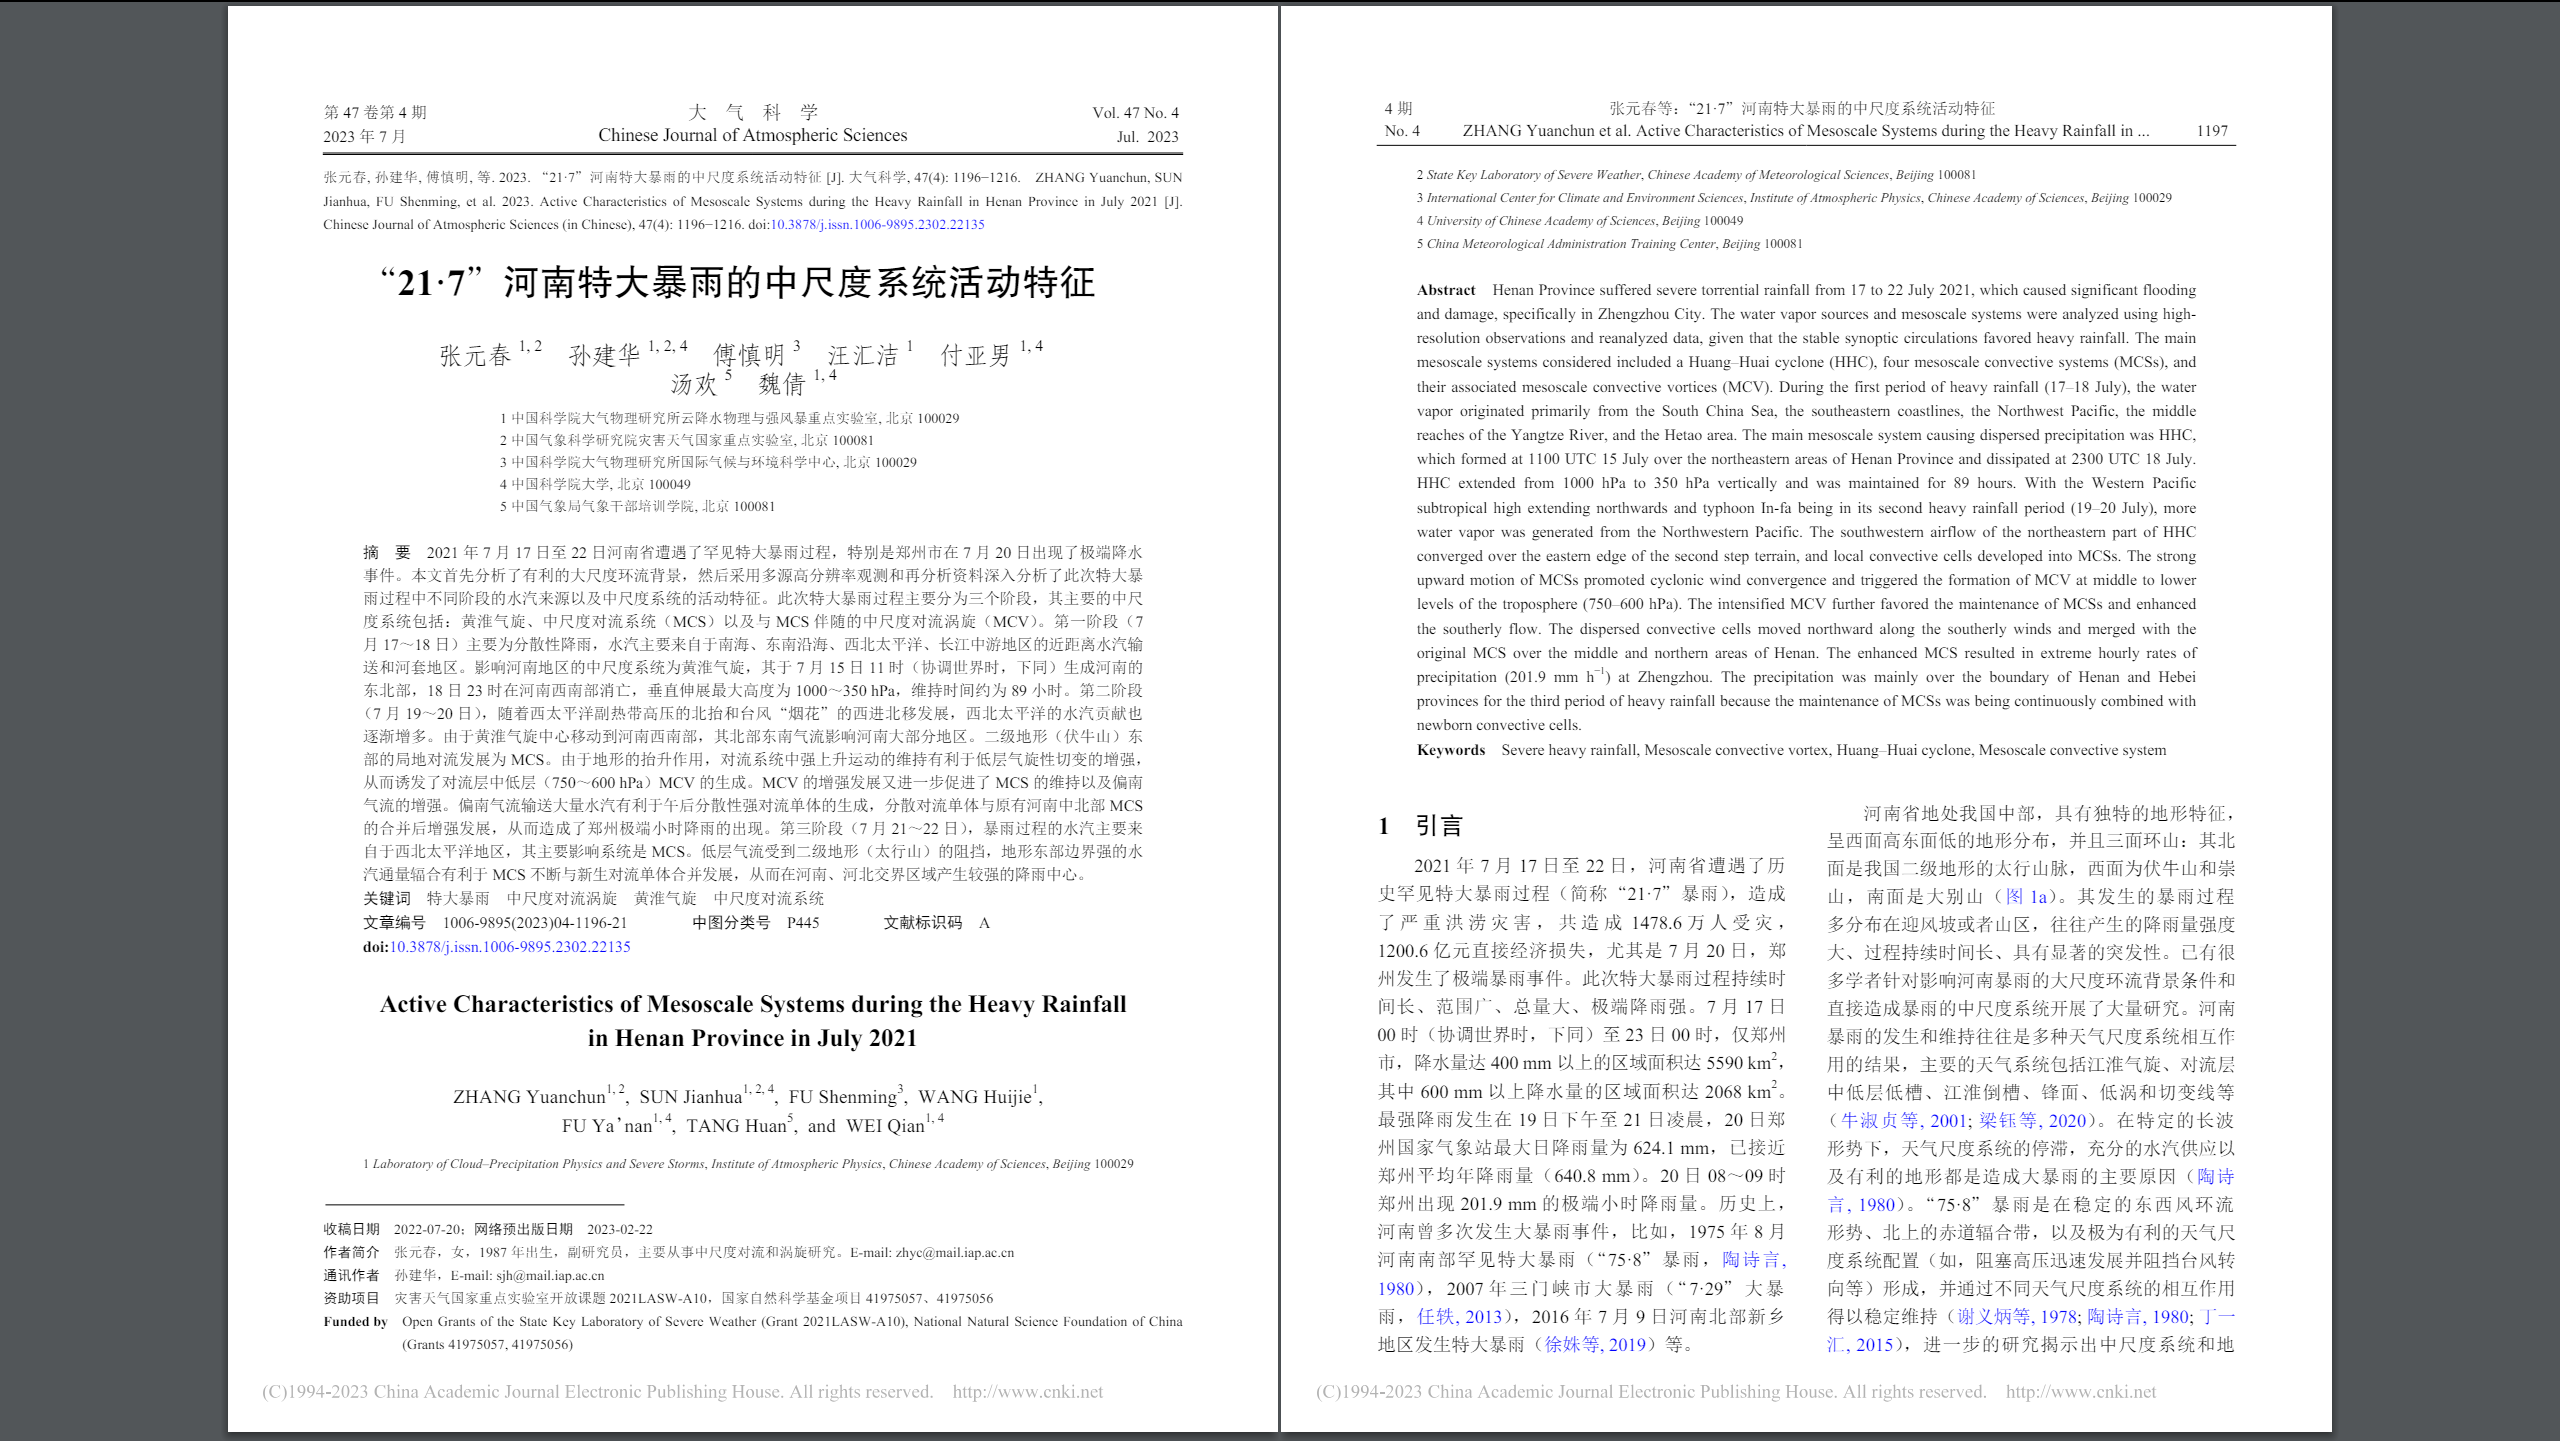 第 47 卷第 4 期
大 气 科 学
Vol. 47 No. 4
2023 年 7 月
Chinese Journal of Atmospheric Sciences
Jul. 2023
张元春, 孙建华, 傅慎明, 等. 2023. “21·7”河南特大暴雨的中尺度系统活动特征 [J]. 大气科学, 47(4): 1196−1216. ZHANG Yuanchun, SUN
Jianhua, FU Shenming, et al. 2023. Active Characteristics of Mesoscale Systems during the Heavy Rainfall in Henan Province in July 2021 [J].
Chinese Journal of Atmospheric Sciences (in Chinese), 47(4): 1196−1216. doi:10.3878/j.issn.1006-9895.2302.22135
“21·7”河南特大暴雨的中尺度系统活动特征
张元春 1, 2 孙建华 1, 2, 4 傅慎明 3 汪汇洁 1 付亚男 1, 4
汤欢 5 魏倩 1, 4
1 中国科学院大气物理研究所云降水物理与强风暴重点实验室, 北京 100029
2 中国气象科学研究院灾害天气国家重点实验室, 北京 100081
3 中国科学院大气物理研究所国际气候与环境科学中心, 北京 100029
4 中国科学院大学, 北京 100049
5 中国气象局气象干部培训学院, 北京 100081
摘 要 2021 年 7 月 17 日至 22 日河南省遭遇了罕见特大暴雨过程，特别是郑州市在 7 月 20 日出现了极端降水
事件。本文首先分析了有利的大尺度环流背景，然后采用多源高分辨率观测和再分析资料深入分析了此次特大暴
雨过程中不同阶段的水汽来源以及中尺度系统的活动特征。此次特大暴雨过程主要分为三个阶段，其主要的中尺
度系统包括：黄淮气旋、中尺度对流系统（MCS）以及与 MCS 伴随的中尺度对流涡旋（MCV）。第一阶段（7
月 17～18 日）主要为分散性降雨，水汽主要来自于南海、东南沿海、西北太平洋、长江中游地区的近距离水汽输
送和河套地区。影响河南地区的中尺度系统为黄淮气旋，其于 7 月 15 日 11 时（协调世界时，下同）生成河南的
东北部，18 日 23 时在河南西南部消亡，垂直伸展最大高度为 1000～350 hPa，维持时间约为 89 小时。第二阶段
（7 月 19～20 日），随着西太平洋副热带高压的北抬和台风“烟花”的西进北移发展，西北太平洋的水汽贡献也
逐渐增多。由于黄淮气旋中心移动到河南西南部，其北部东南气流影响河南大部分地区。二级地形（伏牛山）东
部的局地对流发展为 MCS。由于地形的抬升作用，对流系统中强上升运动的维持有利于低层气旋性切变的增强，
从而诱发了对流层中低层（750～600 hPa）MCV 的生成。MCV 的增强发展又进一步促进了 MCS 的维持以及偏南
气流的增强。偏南气流输送大量水汽有利于午后分散性强对流单体的生成，分散对流单体与原有河南中北部 MCS
的合并后增强发展，从而造成了郑州极端小时降雨的出现。第三阶段（7 月 21～22 日），暴雨过程的水汽主要来
自于西北太平洋地区，其主要影响系统是 MCS。低层气流受到二级地形（太行山）的阻挡，地形东部边界强的水
汽通量辐合有利于 MCS 不断与新生对流单体合并发展，从而在河南、河北交界区域产生较强的降雨中心。
关键词 特大暴雨 中尺度对流涡旋 黄淮气旋 中尺度对流系统
文章编号 1006-9895(2023)04-1196-21 中图分类号 P445 文献标识码 A
doi:10.3878/j.issn.1006-9895.2302.22135
Active Characteristics of Mesoscale Systems during the Heavy Rainfall
in Henan Province in July 2021
ZHANG Yuanchun1, 2, SUN Jianhua1, 2, 4, FU Shenming3, WANG Huijie1,
FU Ya’nan1, 4, TANG Huan5, and WEI Qian1, 4
1 Laboratory of Cloud–Precipitation Physics and Severe Storms, Institute of Atmospheric Physics, Chinese Academy of Sciences, Beijing 100029
收稿日期 2022-07-20；网络预出版日期 2023-02-22
作者简介 张元春，女，1987 年出生，副研究员，主要从事中尺度对流和涡旋研究。E-mail: zhyc@mail.iap.ac.cn
通讯作者 孙建华，E-mail: sjh@mail.iap.ac.cn
资助项目 灾害天气国家重点实验室开放课题 2021LASW-A10，国家自然科学基金项目 41975057、41975056
Funded by Open Grants of the State Key Laboratory of Severe Weather (Grant 2021LASW-A10), National Natural Science Foundation of China
(Grants 41975057, 41975056)
(C)1994-2023 China Academic Journal Electronic Publishing House. All rights reserved. http://www.cnki.net
4 期
张元春等：“21·7”河南特大暴雨的中尺度系统活动特征
No. 4
ZHANG Yuanchun et al. Active Characteristics of Mesoscale Systems during the Heavy Rainfall in ...
1197
2 State Key Laboratory of Severe Weather, Chinese Academy of Meteorological Sciences, Beijing 100081
3 International Center for Climate and Environment Sciences, Institute of Atmospheric Physics, Chinese Academy of Sciences, Beijing 100029
4 University of Chinese Academy of Sciences, Beijing 100049
5 China Meteorological Administration Training Center, Beijing 100081
Abstract Henan Province suffered severe torrential rainfall from 17 to 22 July 2021, which caused significant flooding
and damage, specifically in Zhengzhou City. The water vapor sources and mesoscale systems were analyzed using high-
resolution observations and reanalyzed data, given that the stable synoptic circulations favored heavy rainfall. The main
mesoscale systems considered included a Huang–Huai cyclone (HHC), four mesoscale convective systems (MCSs), and
their associated mesoscale convective vortices (MCV). During the first period of heavy rainfall (17–18 July), the water
vapor originated primarily from the South China Sea, the southeastern coastlines, the Northwest Pacific, the middle
reaches of the Yangtze River, and the Hetao area. The main mesoscale system causing dispersed precipitation was HHC,
which formed at 1100 UTC 15 July over the northeastern areas of Henan Province and dissipated at 2300 UTC 18 July.
HHC extended from 1000 hPa to 350 hPa vertically and was maintained for 89 hours. With the Western Pacific
subtropical high extending northwards and typhoon In-fa being in its second heavy rainfall period (19–20 July), more
water vapor was generated from the Northwestern Pacific. The southwestern airflow of the northeastern part of HHC
converged over the eastern edge of the second step terrain, and local convective cells developed into MCSs. The strong
upward motion of MCSs promoted cyclonic wind convergence and triggered the formation of MCV at middle to lower
levels of the troposphere (750–600 hPa). The intensified MCV further favored the maintenance of MCSs and enhanced
the southerly flow. The dispersed convective cells moved northward along the southerly winds and merged with the
original MCS over the middle and northern areas of Henan. The enhanced MCS resulted in extreme hourly rates of
precipitation (201.9 mm h−1) at Zhengzhou. The precipitation was mainly over the boundary of Henan and Hebei
provinces for the third period of heavy rainfall because the maintenance of MCSs was being continuously combined with
newborn convective cells.
Keywords Severe heavy rainfall, Mesoscale convective vortex, Huang–Huai cyclone, Mesoscale convective system
1 引言
2021 年 7 月 17 日至 22 日，河南省遭遇了历
史罕见特大暴雨过程（简称“21·7”暴雨），造成
了严重洪涝灾害，共造成 1478.6 万人受灾，
1200.6 亿元直接经济损失，尤其是 7 月 20 日，郑
州发生了极端暴雨事件。此次特大暴雨过程持续时
间长、范围广、总量大、极端降雨强。7 月 17 日
00 时（协调世界时，下同）至 23 日 00 时，仅郑州
市，降水量达 400 mm 以上的区域面积达 5590 km2，
其中 600 mm 以上降水量的区域面积达 2068 km2。
最强降雨发生在 19 日下午至 21 日凌晨，20 日郑
州国家气象站最大日降雨量为 624.1 mm，已接近
郑州平均年降雨量（640.8 mm）。20 日 08～09 时
郑州出现 201.9 mm 的极端小时降雨量。历史上，
河南曾多次发生大暴雨事件，比如，1975 年 8 月
河南南部罕见特大暴雨（“75·8”暴雨，陶诗言,
1980），2007 年三门峡市大暴雨（“7·29”大暴
雨，任轶, 2013），2016 年 7 月 9 日河南北部新乡
地区发生特大暴雨（徐姝等, 2019）等。
河南省地处我国中部，具有独特的地形特征，
呈西面高东面低的地形分布，并且三面环山：其北
面是我国二级地形的太行山脉，西面为伏牛山和崇
山，南面是大别山（图 1a）。其发生的暴雨过程
多分布在迎风坡或者山区，往往产生的降雨量强度
大、过程持续时间长、具有显著的突发性。已有很
多学者针对影响河南暴雨的大尺度环流背景条件和
直接造成暴雨的中尺度系统开展了大量研究。河南
暴雨的发生和维持往往是多种天气尺度系统相互作
用的结果，主要的天气系统包括江淮气旋、对流层
中低层低槽、江淮倒槽、锋面、低涡和切变线等
（牛淑贞等, 2001; 梁钰等, 2020）。在特定的长波
形势下，天气尺度系统的停滞，充分的水汽供应以
及有利的地形都是造成大暴雨的主要原因（陶诗
言, 1980）。“75·8”暴雨是在稳定的东西风环流
形势、北上的赤道辐合带，以及极为有利的天气尺
度系统配置（如，阻塞高压迅速发展并阻挡台风转
向等）形成，并通过不同天气尺度系统的相互作用
得以稳定维持（谢义炳等, 1978; 陶诗言, 1980; 丁一
汇, 2015），进一步的研究揭示出中尺度系统和地
(C)1994-2023 China Academic Journal Electronic Publishing House. All rights reserved. http://www.cnki.net